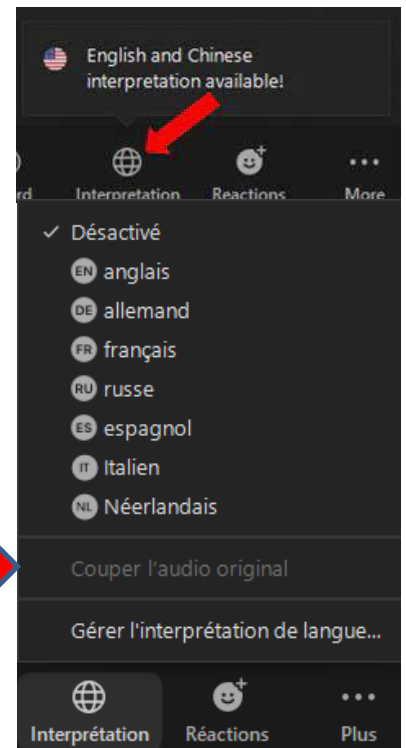 English and Chinese
interpretation available!
rd Interpretation Reactions More
Désactivé
EN anglais
DE allemand
FR français
RU russe
ES espagnol
IT Italien
NL Néerlandais
Couper l'audio original
Gérer l'interprétation de langue...
Interprétation Réactions Plus